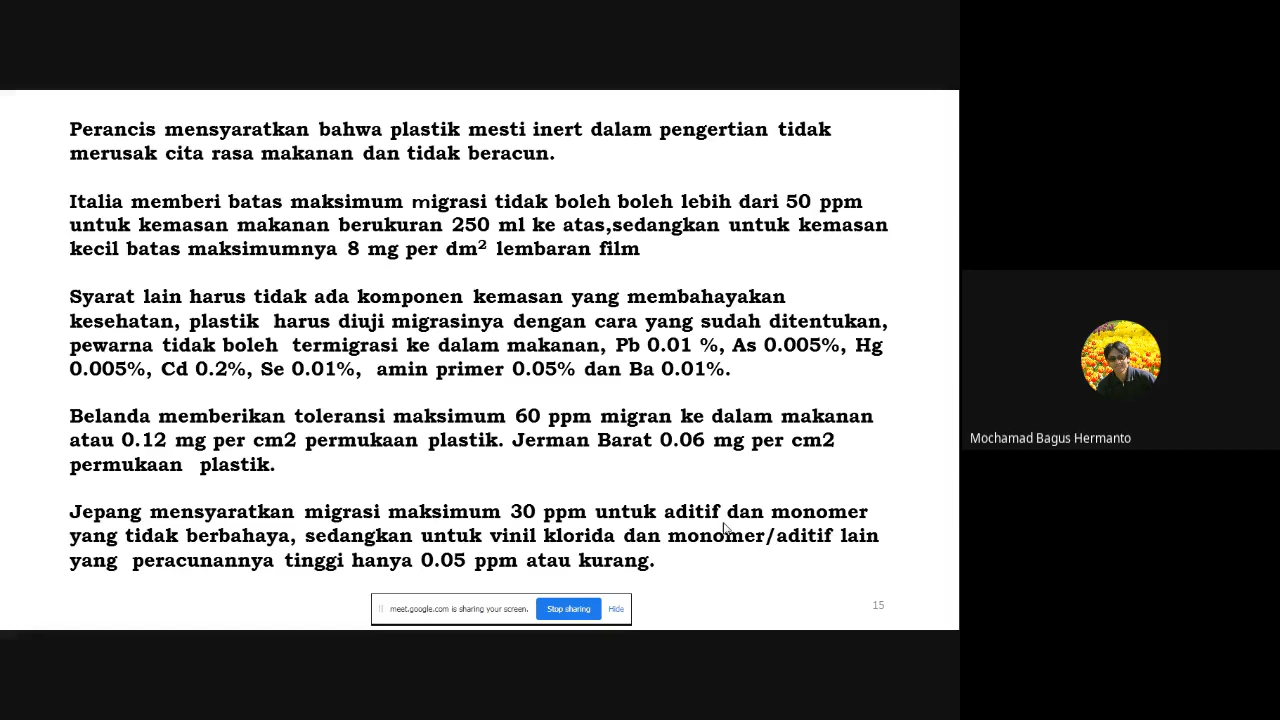 Perancis mensyaratkan bahwa plastik mesti inert dalam pengertian tidak
merusak cita rasa makanan dan tidak beracun.
Italia memberi batas maksimum migrasi tidak boleh boleh lebih dari 50 ppm
untuk kemasan makanan berukuran 250 ml ke atas,sedangkan untuk kemasan
kecil batas maksimumnya 8 mg per dm² lembaran film
Syarat lain harus tidak ada komponen kemasan yang membahayakan
kesehatan, plastik harus diuji migrasinya dengan cara yang sudah ditentukan,
pewarna tidak boleh termigrasi ke dalam makanan, Pb 0.01 %, As 0.005%, Hg
0.005%, Cd 0.2%, Se 0.01%, amin primer 0.05% dan Ba 0.01%.
Belanda memberikan toleransi maksimum 60 ppm migran ke dalam makanan
atau 0.12 mg per cm2 permukaan plastik. Jerman Barat 0.06 mg per cm2
permukaan plastik.
Jepang mensyaratkan migrasi maksimum 30 ppm untuk aditif dan monomer
yang tidak berbahaya, sedangkan untuk vinil klorida dan monomer/aditif lain
yang peracunannya tinggi hanya 0.05 ppm atau kurang.
meet.google.com is sharing your screen. Stop sharing Hide
15
Mochamad Bagus Hermanto